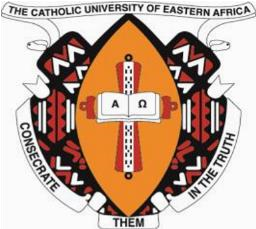 THE CATHOLIC UNIVERSITY OF EASTERN AFRICA
Α Ω
CONSECRATE
THEM
IN THE TRUTH